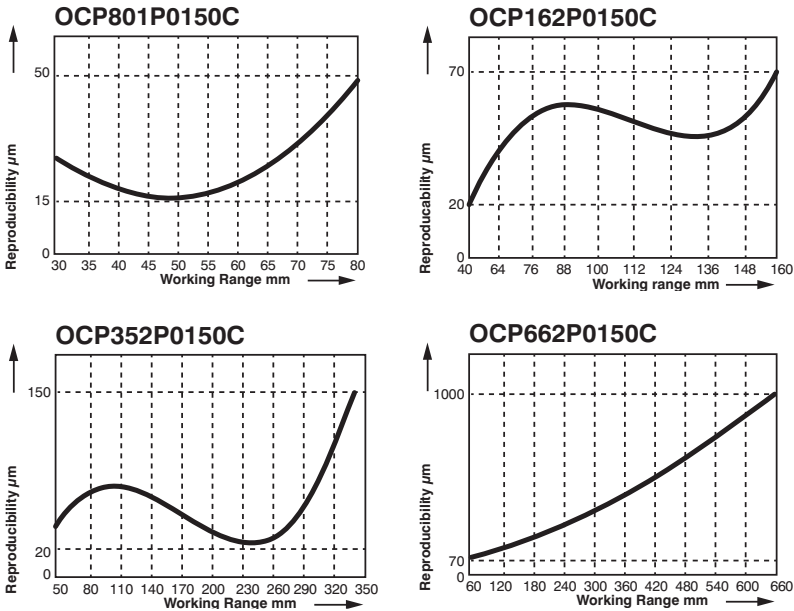 OCP801P0150C
50
15
0
Reproducibility µm
30 35 40 45 50 55 60 65 70 75 80
Working Range mm
OCP162P0150C
70
20
0
Reproducability µm
40 64 76 88 100 112 124 136 148 160
Working range mm
OCP352P0150C
150
20
0
Reproducibility µm
50 80 110 140 170 200 230 260 290 320 350
Working Range mm
OCP662P0150C
1000
70
0
Reproducibility µm
60 120 180 240 300 360 420 480 540 600 660
Working Range mm